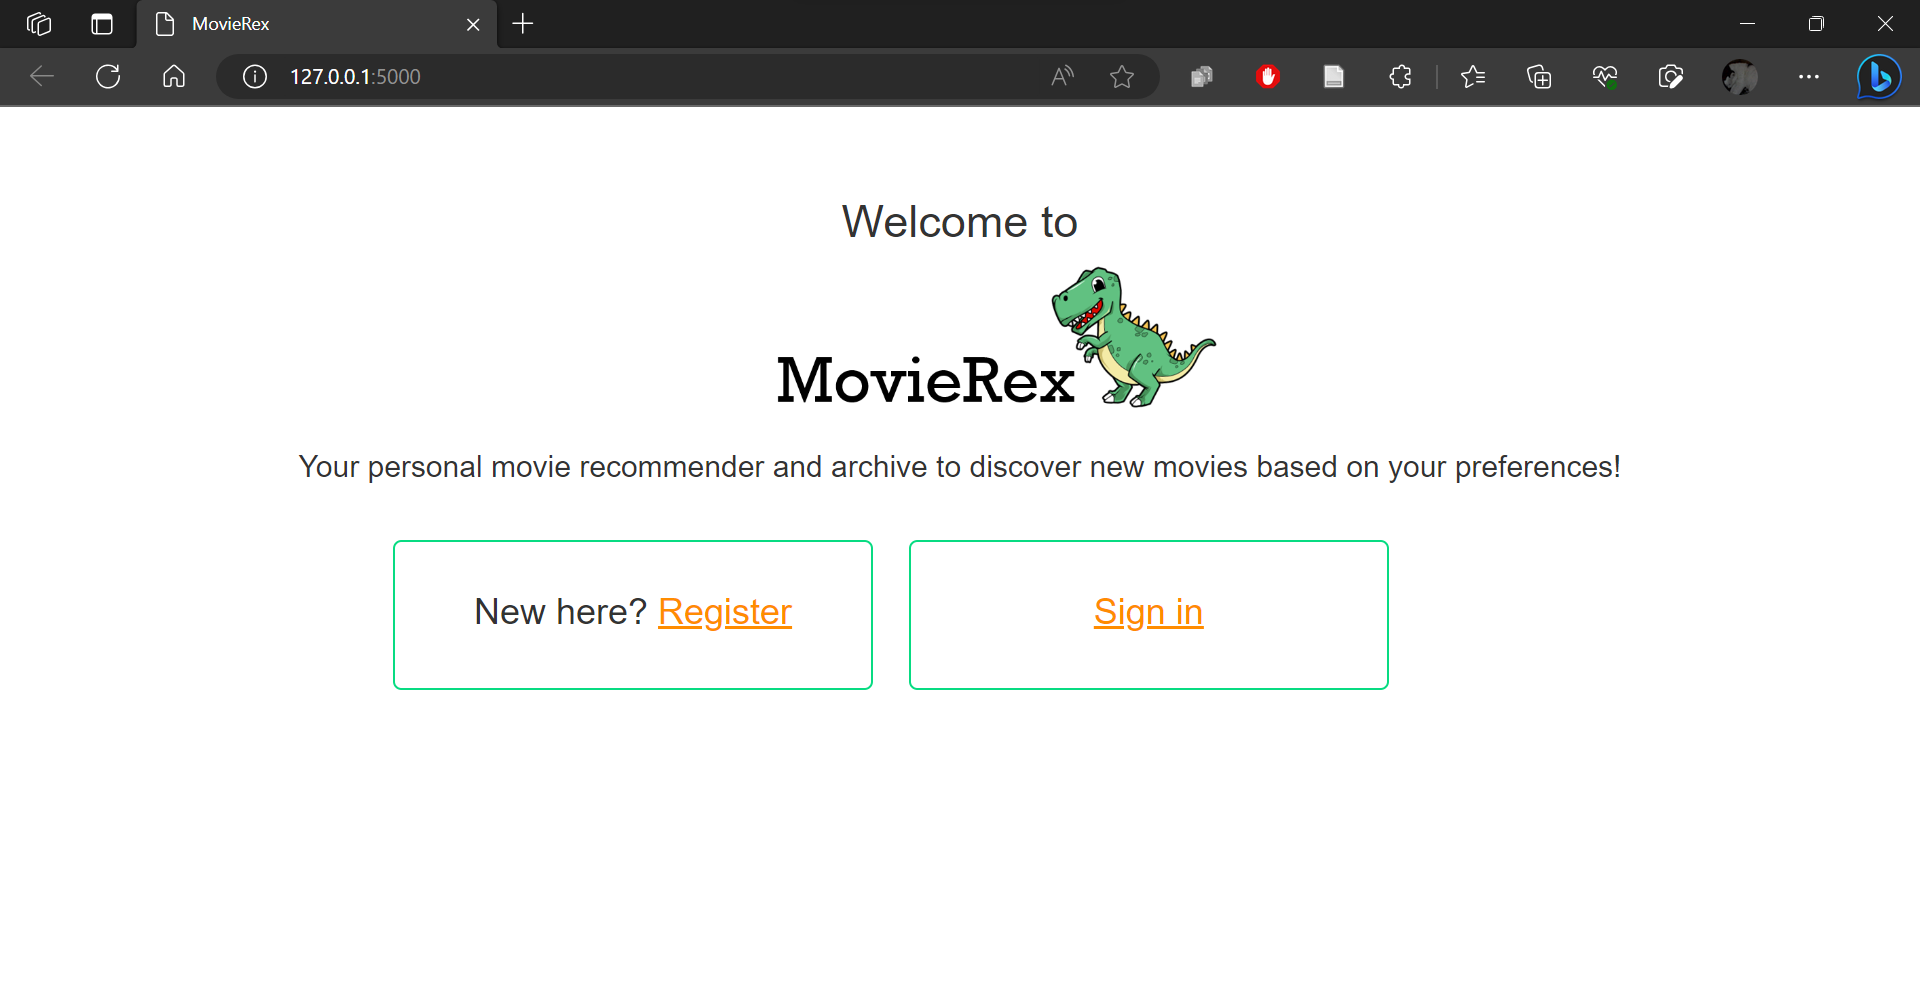 MovieRex
127.0.0.1:5000
Welcome to
MovieRex
Your personal movie recommender and archive to discover new movies based on your preferences!
New here? Register
Sign in